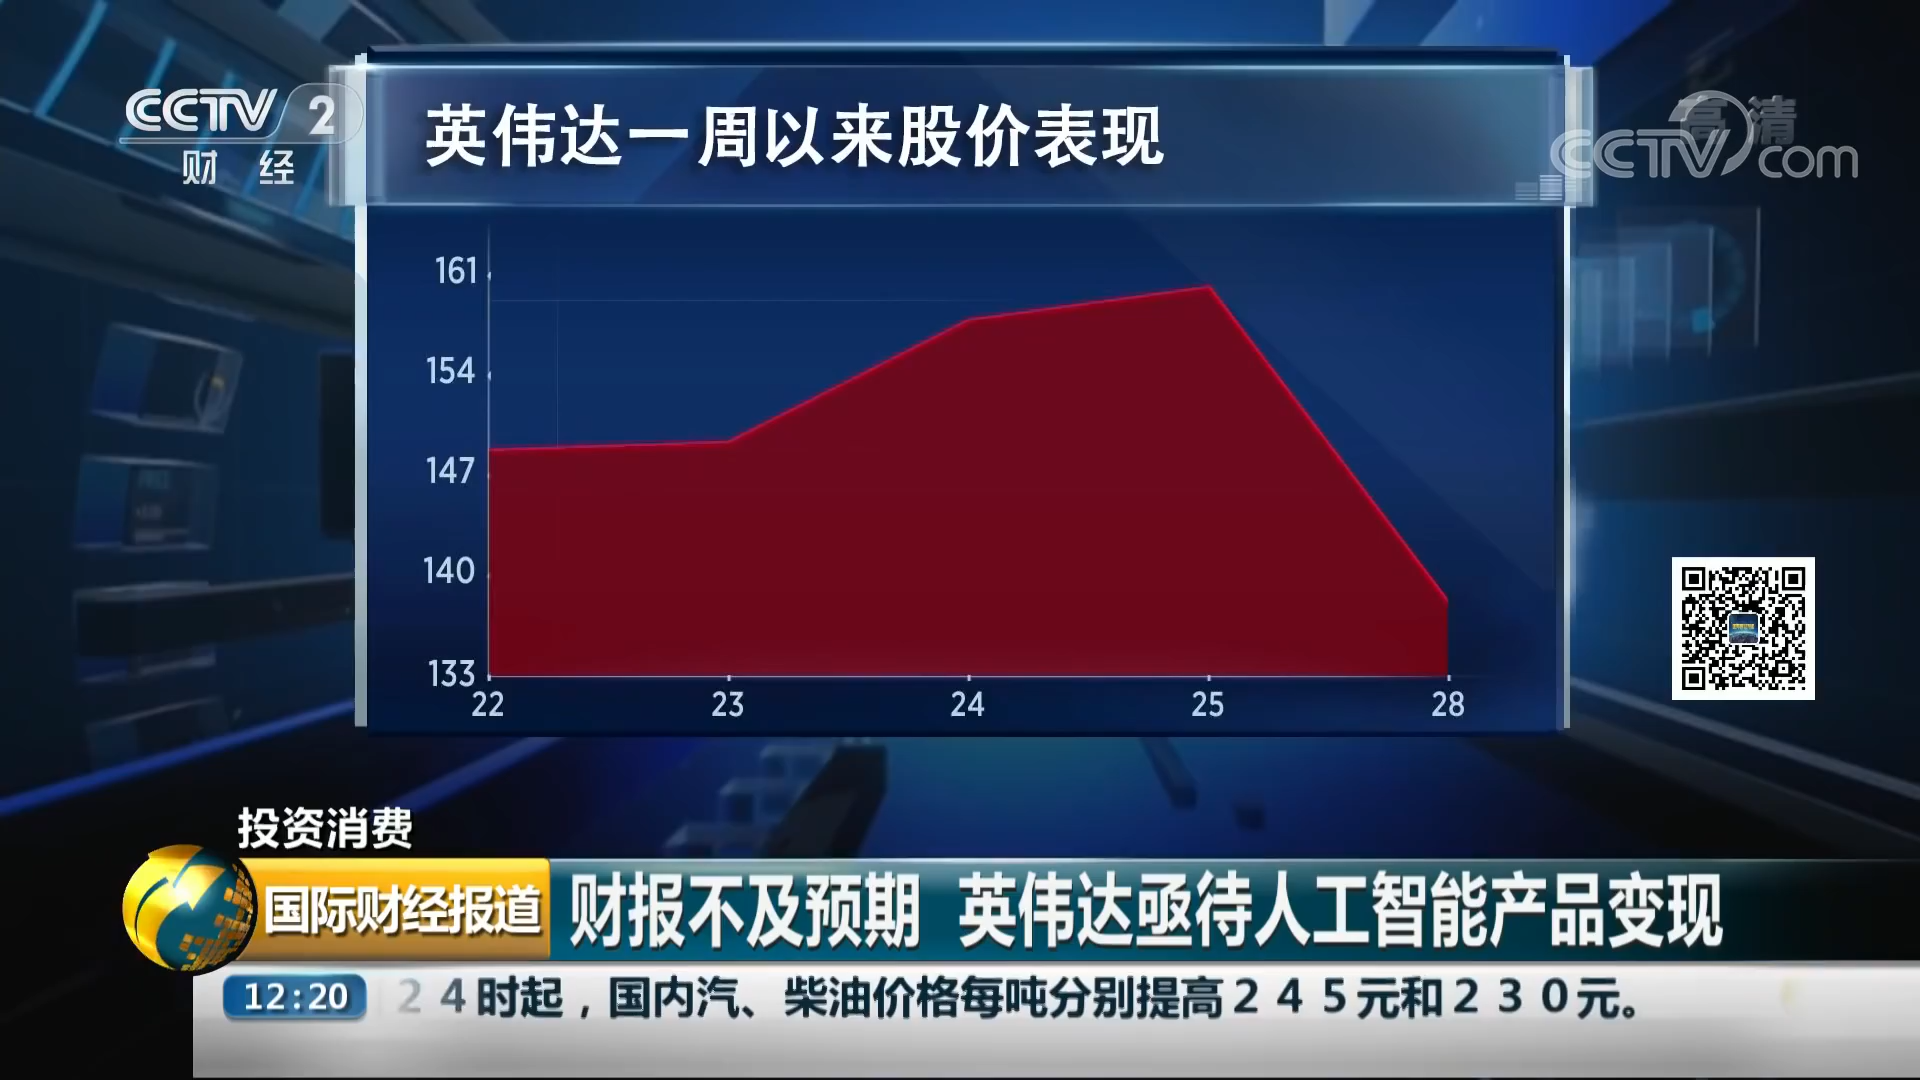 CCTV 2
财 经
英伟达一周以来股价表现
高清
CCTV.com
161
154
147
140
133
22 23 24 25 28
投资消费
国际财经报道
财报不及预期 英伟达亟待人工智能产品变现
12:20
24时起，国内汽、柴油价格每吨分别提高245元和230元。